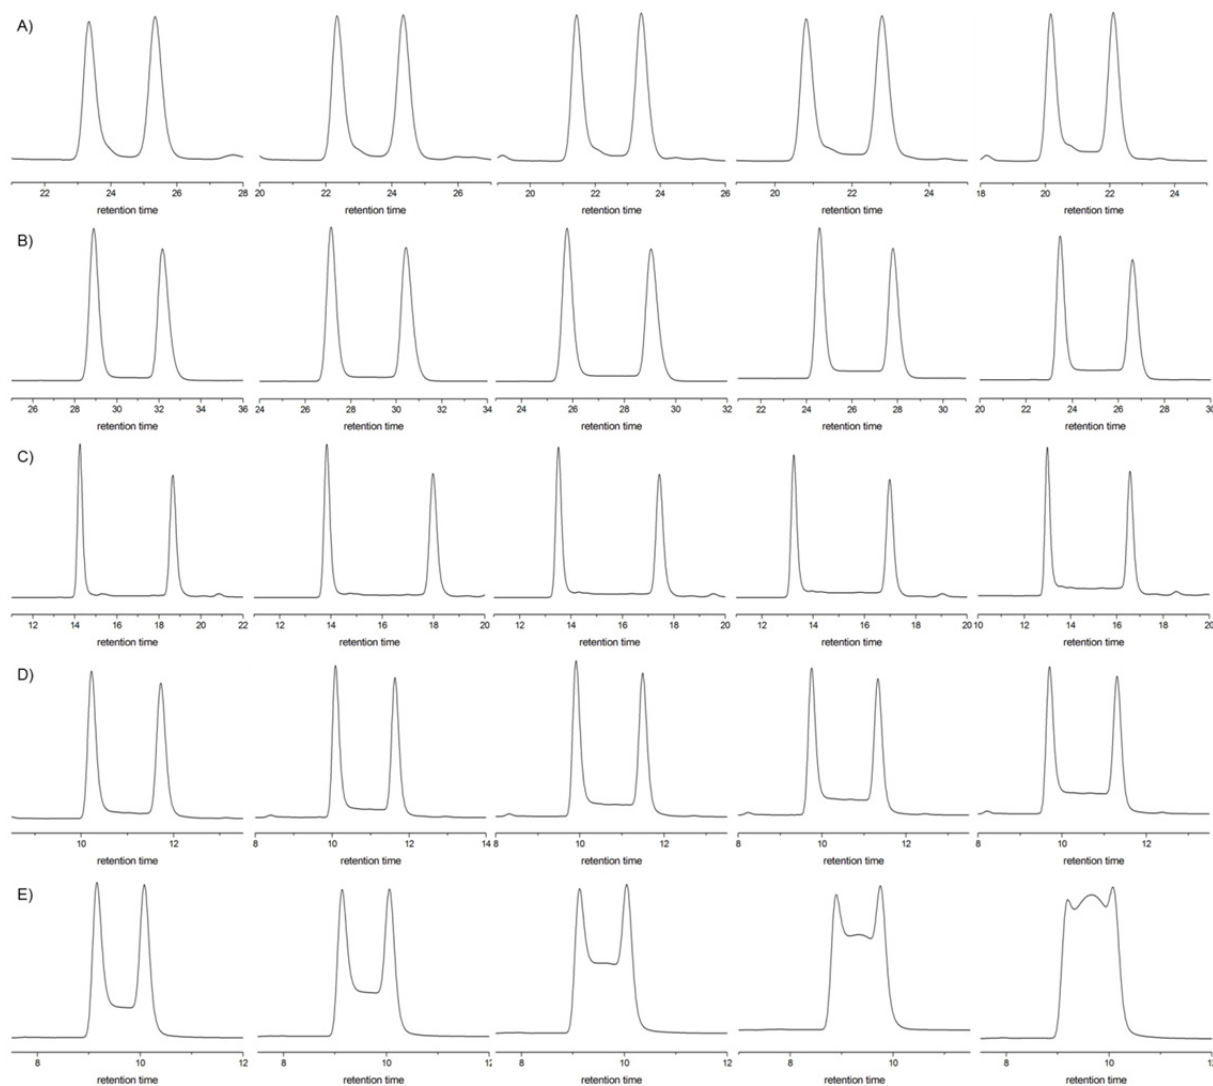 A)
22 24 26 28 20 22 24 26 20 22 24 26 20 22 24 18 20 22 24
retention time retention time retention time retention time retention time
B)
26 28 30 32 34 36 24 26 28 30 32 34 24 26 28 30 32 22 24 26 28 30 20 22 24 26 28 30
retention time retention time retention time retention time retention time
C)
12 14 16 18 20 22 12 14 16 18 20 12 14 16 18 20 12 14 16 18 20 10 12 14 16 18 20
retention time retention time retention time retention time retention time
D)
10 12 8 10 12 14 8 10 12 8 10 12 8 10 12
retention time retention time retention time retention time retention time
E)
8 10 12 8 10 12 8 10 12 8 10 8 10 12
retention time retention time retention time retention time retention time